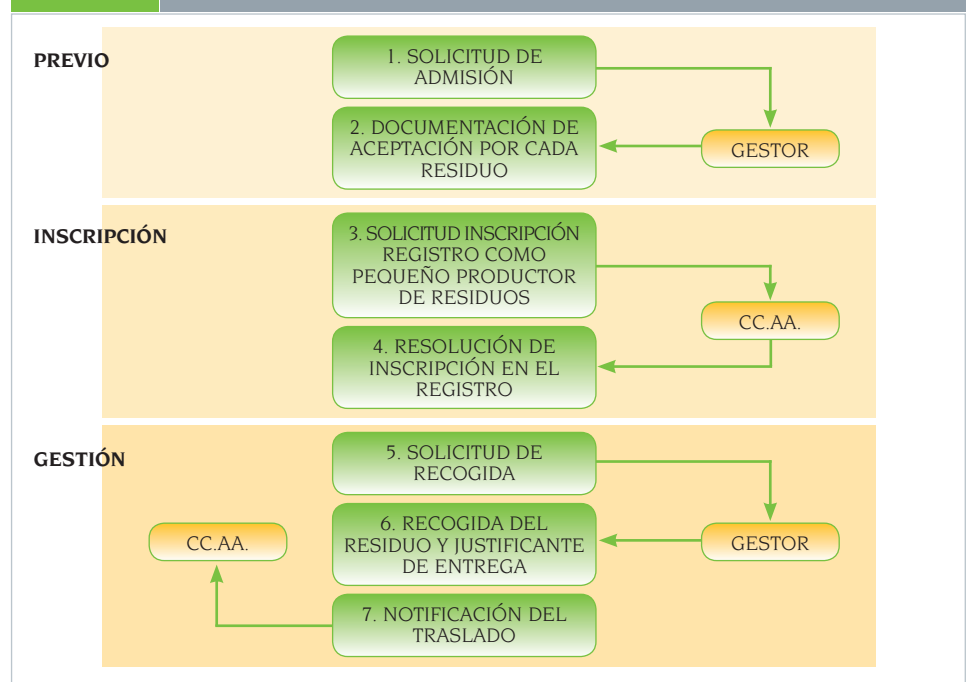 PREVIO
1. SOLICITUD DE
ADMISIÓN
2. DOCUMENTACIÓN DE
ACEPTACIÓN POR CADA
RESIDUO
GESTOR
INSCRIPCIÓN
3. SOLICITUD INSCRIPCIÓN
REGISTRO COMO
PEQUEÑO PRODUCTOR
DE RESIDUOS
CC.AA.
4. RESOLUCIÓN DE
INSCRIPCIÓN EN EL
REGISTRO
GESTIÓN
5. SOLICITUD DE
RECOGIDA
CC.AA.
6. RECOGIDA DEL
RESIDUO Y JUSTIFICANTE
DE ENTREGA
GESTOR
7. NOTIFICACIÓN DEL
TRASLADO